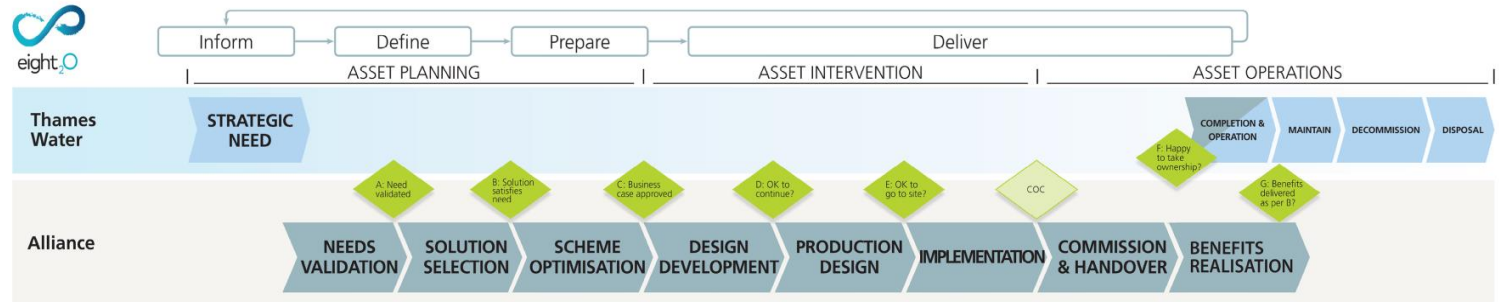 eight2O
Inform
Define
Prepare
Deliver
ASSET PLANNING
ASSET INTERVENTION
ASSET OPERATIONS
Thames
Water
STRATEGIC
NEED
COMPLETION &
OPERATION
MAINTAIN
DECOMMISSION
DISPOSAL
A: Need
validated
B: Solution
satisfies
need
C: Business
case approved
D: OK to
continue?
E: OK to
go to site?
COC
F: Happy
to take
ownership?
G: Benefits
delivered
as per B?
Alliance
NEEDS
VALIDATION
SOLUTION
SELECTION
SCHEME
OPTIMISATION
DESIGN
DEVELOPMENT
PRODUCTION
DESIGN
IMPLEMENTATION
COMMISSION
& HANDOVER
BENEFITS
REALISATION